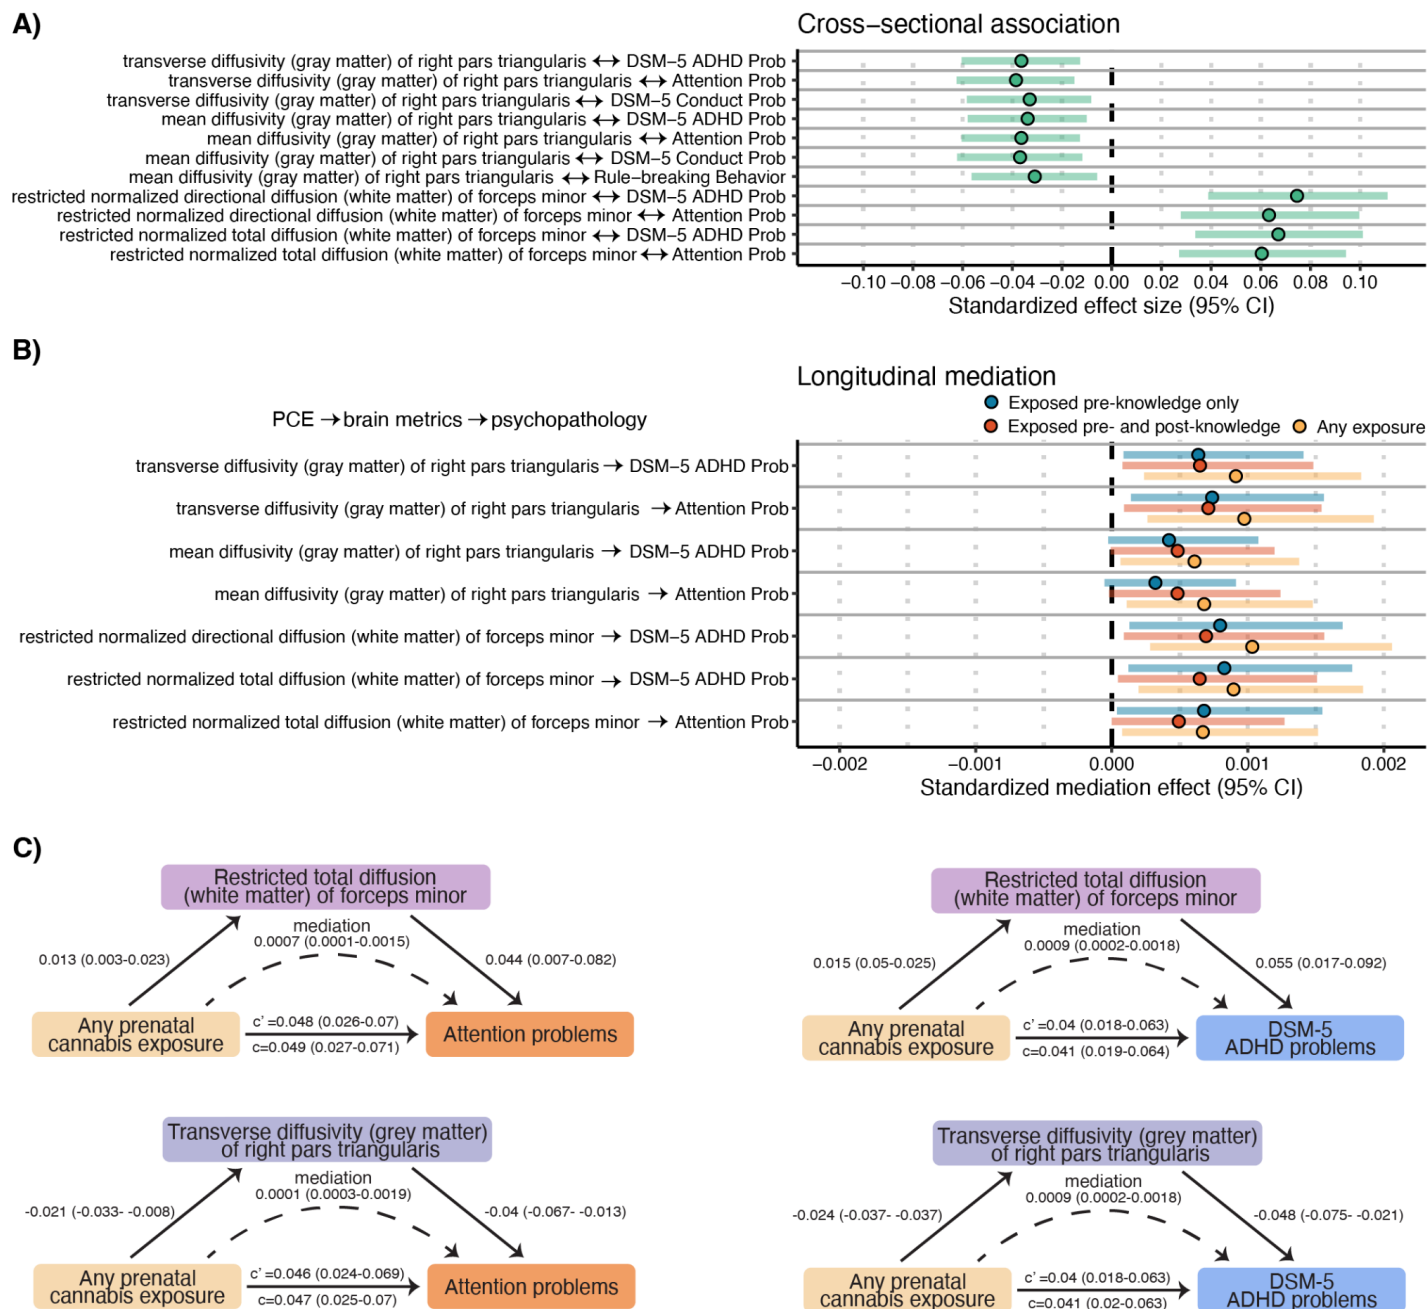 A)
Cross-sectional association
transverse diffusivity (gray matter) of right pars triangularis ↔ DSM-5 ADHD Prob
transverse diffusivity (gray matter) of right pars triangularis ↔ Attention Prob
transverse diffusivity (gray matter) of right pars triangularis ↔ DSM-5 Conduct Prob
mean diffusivity (gray matter) of right pars triangularis ↔ DSM-5 ADHD Prob
mean diffusivity (gray matter) of right pars triangularis ↔ Attention Prob
mean diffusivity (gray matter) of right pars triangularis ↔ DSM-5 Conduct Prob
mean diffusivity (gray matter) of right pars triangularis ↔ Rule-breaking Behavior
restricted normalized directional diffusion (white matter) of forceps minor ↔ DSM-5 ADHD Prob
restricted normalized directional diffusion (white matter) of forceps minor ↔ Attention Prob
restricted normalized total diffusion (white matter) of forceps minor ↔ DSM-5 ADHD Prob
restricted normalized total diffusion (white matter) of forceps minor ↔ Attention Prob
-0.10 -0.08 -0.06 -0.04 -0.02 0.00 0.02 0.04 0.06 0.08 0.10
Standardized effect size (95% CI)
B)
Longitudinal mediation
PCE → brain metrics → psychopathology
Exposed pre-knowledge only
Exposed pre- and post-knowledge Any exposure
transverse diffusivity (gray matter) of right pars triangularis → DSM-5 ADHD Prob
transverse diffusivity (gray matter) of right pars triangularis → Attention Prob
mean diffusivity (gray matter) of right pars triangularis → DSM-5 ADHD Prob
mean diffusivity (gray matter) of right pars triangularis → Attention Prob
restricted normalized directional diffusion (white matter) of forceps minor → DSM-5 ADHD Prob
restricted normalized total diffusion (white matter) of forceps minor → DSM-5 ADHD Prob
restricted normalized total diffusion (white matter) of forceps minor → Attention Prob
-0.002 -0.001 0.000 0.001 0.002
Standardized mediation effect (95% CI)
C)
Restricted total diffusion
(white matter) of forceps minor
mediation
0.0007 (0.0001-0.0015)
0.013 (0.003-0.023)
0.044 (0.007-0.082)
Any prenatal
cannabis exposure
c' =0.048 (0.026-0.07)
c=0.049 (0.027-0.071)
Attention problems
Restricted total diffusion
(white matter) of forceps minor
mediation
0.0009 (0.0002-0.0018)
0.015 (0.05-0.025)
0.055 (0.017-0.092)
Any prenatal
cannabis exposure
c' =0.04 (0.018-0.063)
c=0.041 (0.019-0.064)
DSM-5
ADHD problems
Transverse diffusivity (grey matter)
of right pars triangularis
mediation
0.0001 (0.0003-0.0019)
-0.021 (-0.033- -0.008)
-0.04 (-0.067- -0.013)
Any prenatal
cannabis exposure
c' =0.046 (0.024-0.069)
c=0.047 (0.025-0.07)
Attention problems
Transverse diffusivity (grey matter)
of right pars triangularis
mediation
0.0009 (0.0002-0.0018)
-0.024 (-0.037- -0.037)
-0.048 (-0.075- -0.021)
Any prenatal
cannabis exposure
c' =0.04 (0.018-0.063)
c=0.041 (0.02-0.063)
DSM-5
ADHD problems